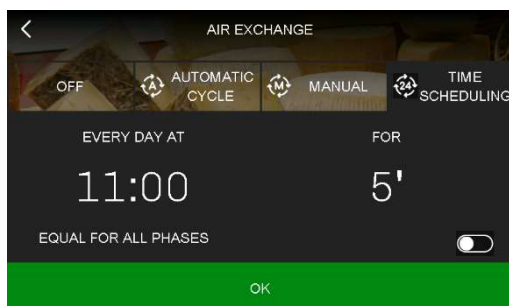 AIR EXCHANGE
OFF
A
AUTOMATIC
CYCLE
M
MANUAL
24
TIME
SCHEDULING
EVERY DAY AT
FOR
11:00
5'
EQUAL FOR ALL PHASES
OK